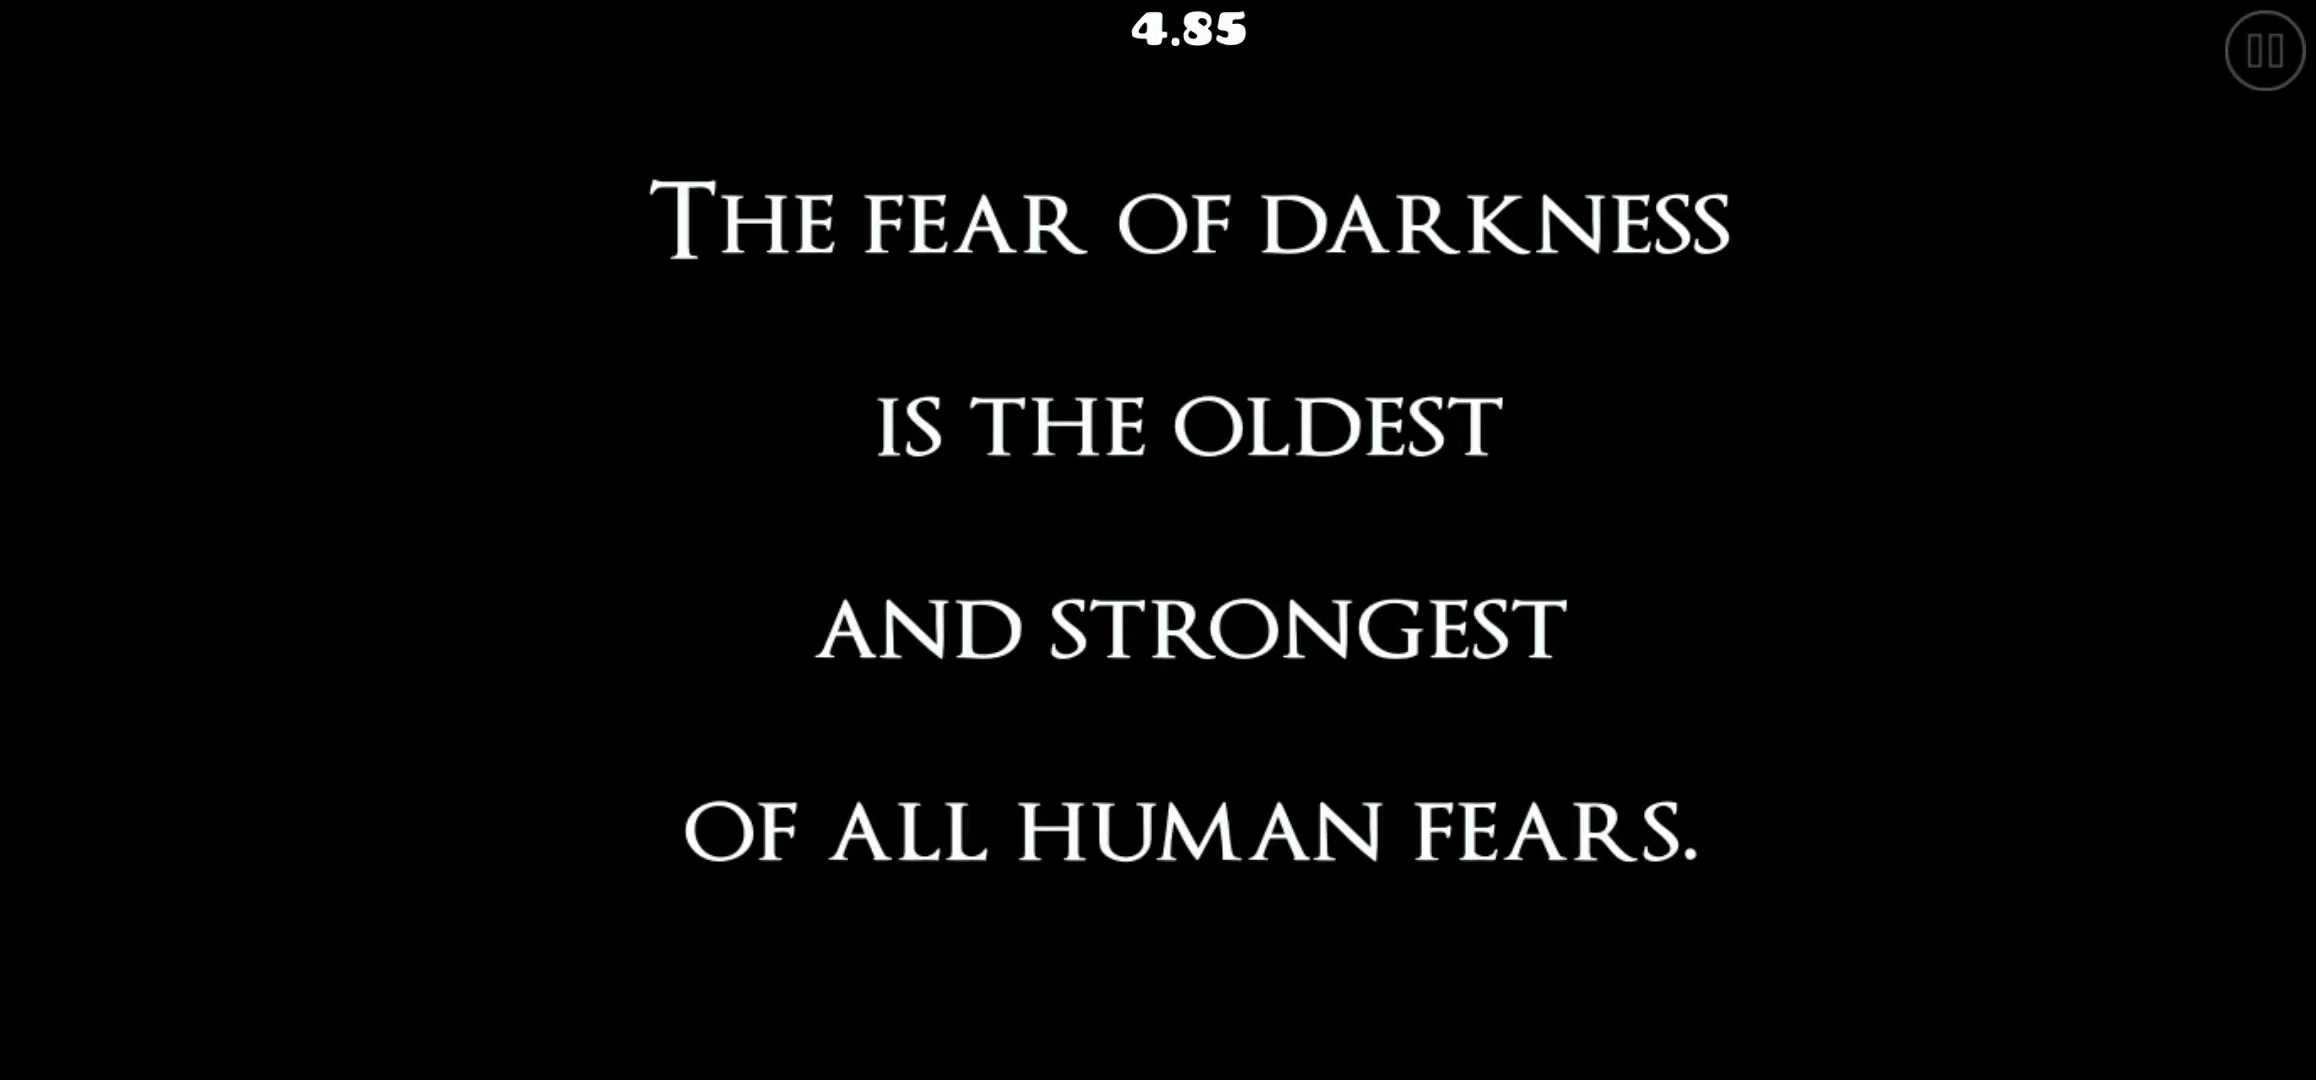 4.85
The fear of darkness
is the oldest
and strongest
of all human fears.